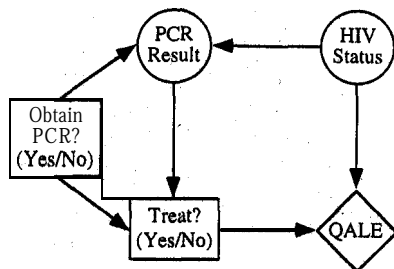 PCR
Result
HIV
Status
Obtain
PCR?
(Yes/No)
Treat?
(Yes/No)
QALE